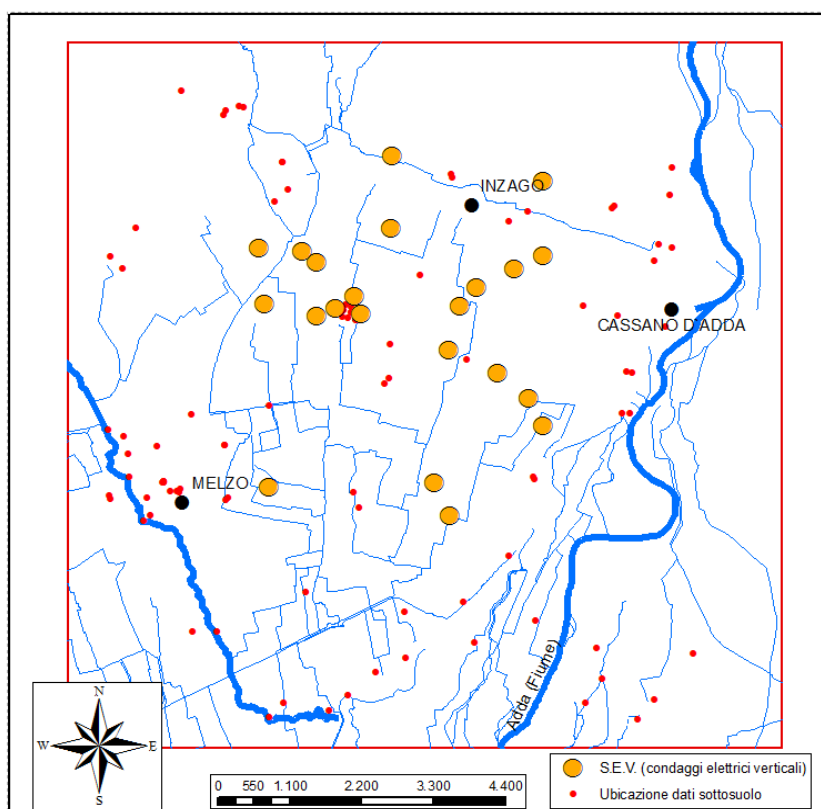 INZAGO
CASSANO D'ADDA
MELZO
Adda (Fiume)
N
W
E
S
0 550 1.100 2.200 3.300 4.400
S.E.V. (condaggi elettrici verticali)
Ubicazione dati sottosuolo